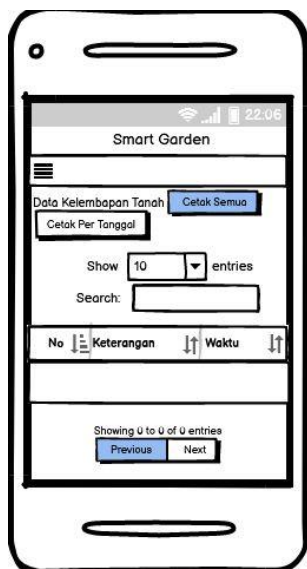 22:06
Smart Garden
Data Kelembapan Tanah Cetak Semua
Cetak Per Tanggal
Show 10 entries
Search:
No Keterangan Waktu
Showing 0 to 0 of 0 entries
Previous Next